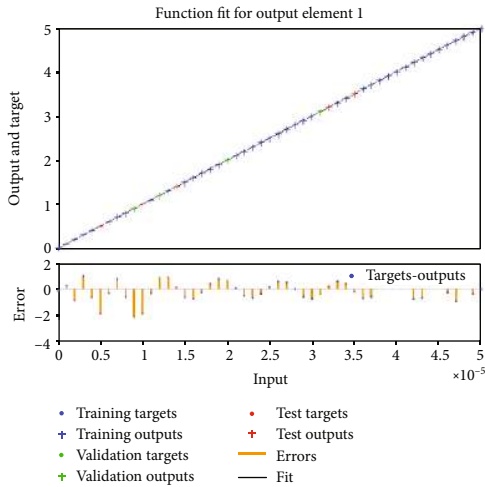 Function fit for output element 1
5
4
3
2
1
0
Output and target
2
0
−2
−4
Error
Targets-outputs
0 0.5 1 1.5 2 2.5 3 3.5 4 4.5 5
Input
×10⁻⁵
Training targets
Training outputs
Validation targets
Validation outputs
Test targets
Test outputs
Errors
Fit